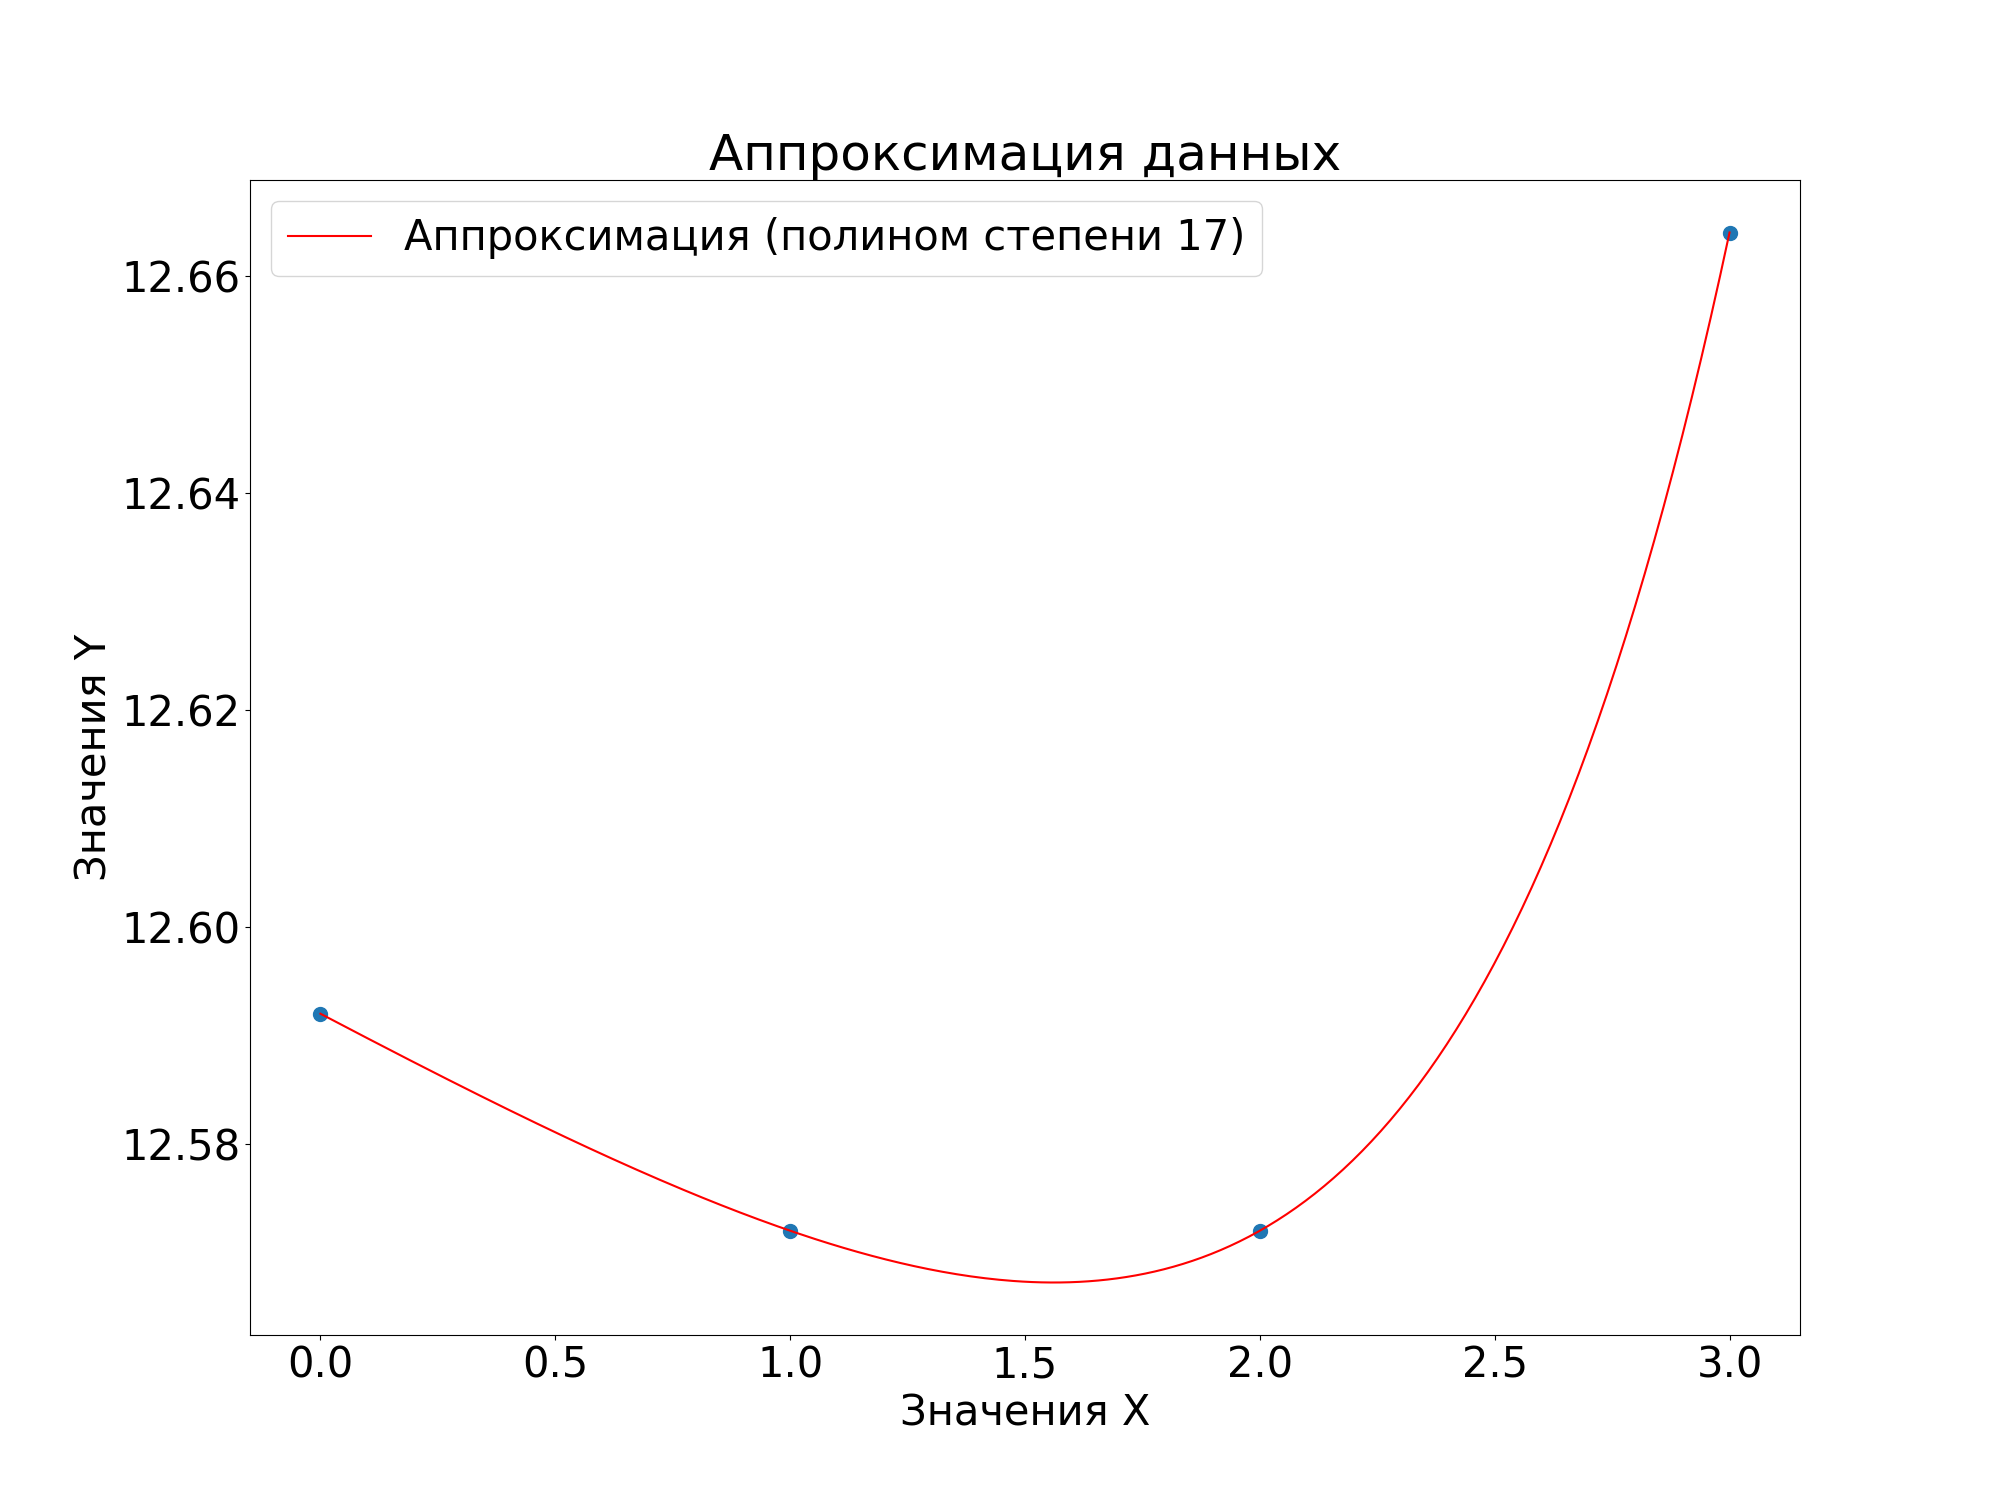 Аппроксимация данных
Аппроксимация (полином степени 17)
12.66
12.64
12.62
12.60
12.58
Значения Y
0.0 0.5 1.0 1.5 2.0 2.5 3.0
Значения X